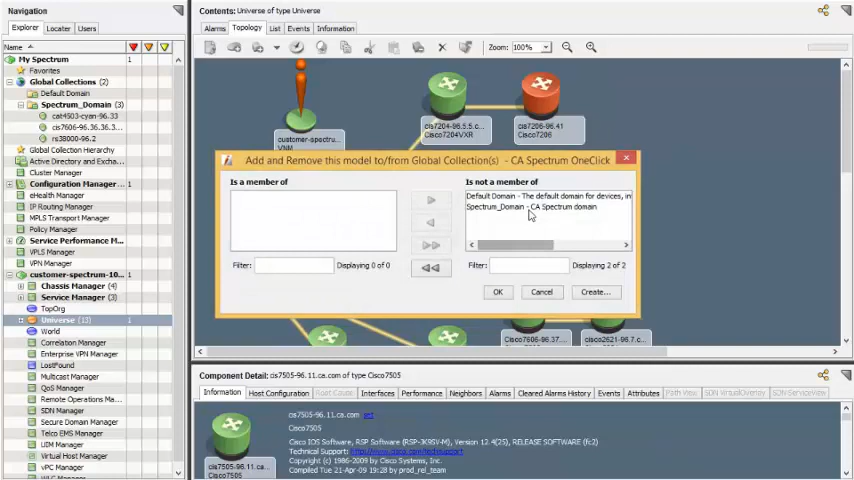 Navigation
Explorer
Locater
Users
Name
My Spectrum
1
Favorites
Global Collections (2)
Default Domain
Spectrum_Domain (3)
cat4503-cyan-96.33
cis7606-96.36.36.3...
rs38000-96.2
Global Collection Hierarchy
Active Directory and Exchan...
Cluster Manager
Configuration Manager...
eHealth Manager
IP Routing Manager
MPLS Transport Manager
Policy Manager
Service Performance M...
VPLS Manager
VPN Manager
customer-spectrum-10...
1
Chassis Manager (4)
Service Manager (3)
TopOrg
Universe (13)
1
World
Correlation Manager
Enterprise VPN Manager
LostFound
Multicast Manager
QoS Manager
Remote Operations Ma...
SDN Manager
Secure Domain Manager
Telco EMS Manager
UIM Manager
Virtual Host Manager
vPC Manager
Contents: Universe of type Universe
Alarms
Topology
List
Events
Information
Zoom: 100%
customer-spectru...
VNM
cis7204-96.5.5.c...
Cisco7204VXR
cis7206-96.41
Cisco7206
Add and Remove this model to/from Global Collection(s) - CA Spectrum OneClick
Is a member of
Is not a member of
Default Domain - The default domain for devices, in
Spectrum_Domain - CA Spectrum domain
Filter:
Displaying 0 of 0
Filter:
Displaying 2 of 2
OK
Cancel
Create...
Cisco7606-96.37....
cisco2621-96.7.c...
Component Detail: cis7505-96.11.ca.com of type Cisco7505
Information
Host Configuration
Root Cause
Interfaces
Performance
Neighbors
Alarms
Cleared Alarms History
Events
Attributes
Path View
SDN VirtualOverlay
SDN ServiceView
cis7505-96.11.ca.com set
Cisco7505
Cisco IOS Software, RSP Software (RSP-JK9SV-M), Version 12.4(25), RELEASE SOFTWARE (fc2)
Technical Support: http://www.cisco.com/techsupport
Copyright (c) 1986-2009 by Cisco Systems, Inc.
Compiled Tue 21-Apr-09 19:28 by prod_rel_team
cis7505-96.11.ca...
Cisco7505